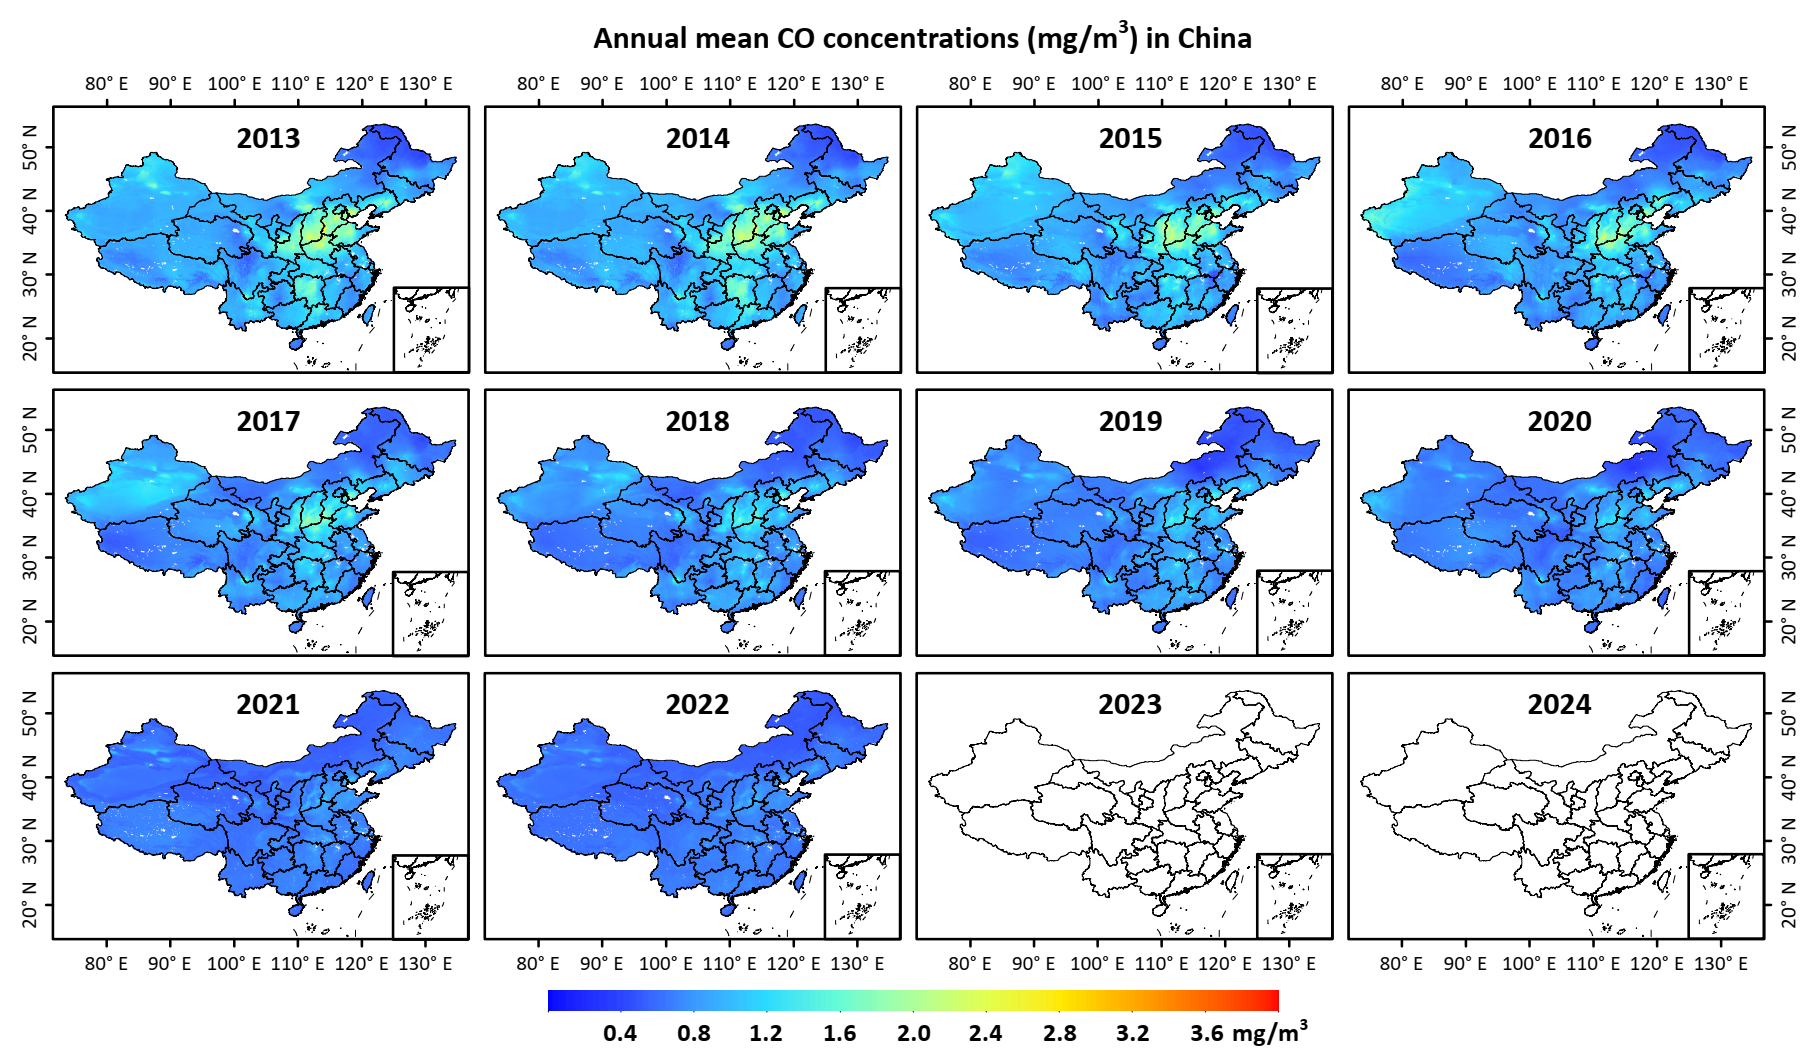 Annual mean CO concentrations (mg/m³) in China
80° E 90° E 100° E 110° E 120° E 130° E 80° E 90° E 100° E 110° E 120° E 130° E 80° E 90° E 100° E 110° E 120° E 130° E 80° E 90° E 100° E 110° E 120° E 130° E
2013 2014 2015 2016
50° N 50° N
40° N 40° N
30° N 30° N
20° N 20° N
2017 2018 2019 2020
50° N 50° N
40° N 40° N
30° N 30° N
20° N 20° N
2021 2022 2023 2024
50° N 50° N
40° N 40° N
30° N 30° N
20° N 20° N
80° E 90° E 100° E 110° E 120° E 130° E 80° E 90° E 100° E 110° E 120° E 130° E 80° E 90° E 100° E 110° E 120° E 130° E 80° E 90° E 100° E 110° E 120° E 130° E
0.4 0.8 1.2 1.6 2.0 2.4 2.8 3.2 3.6 mg/m³